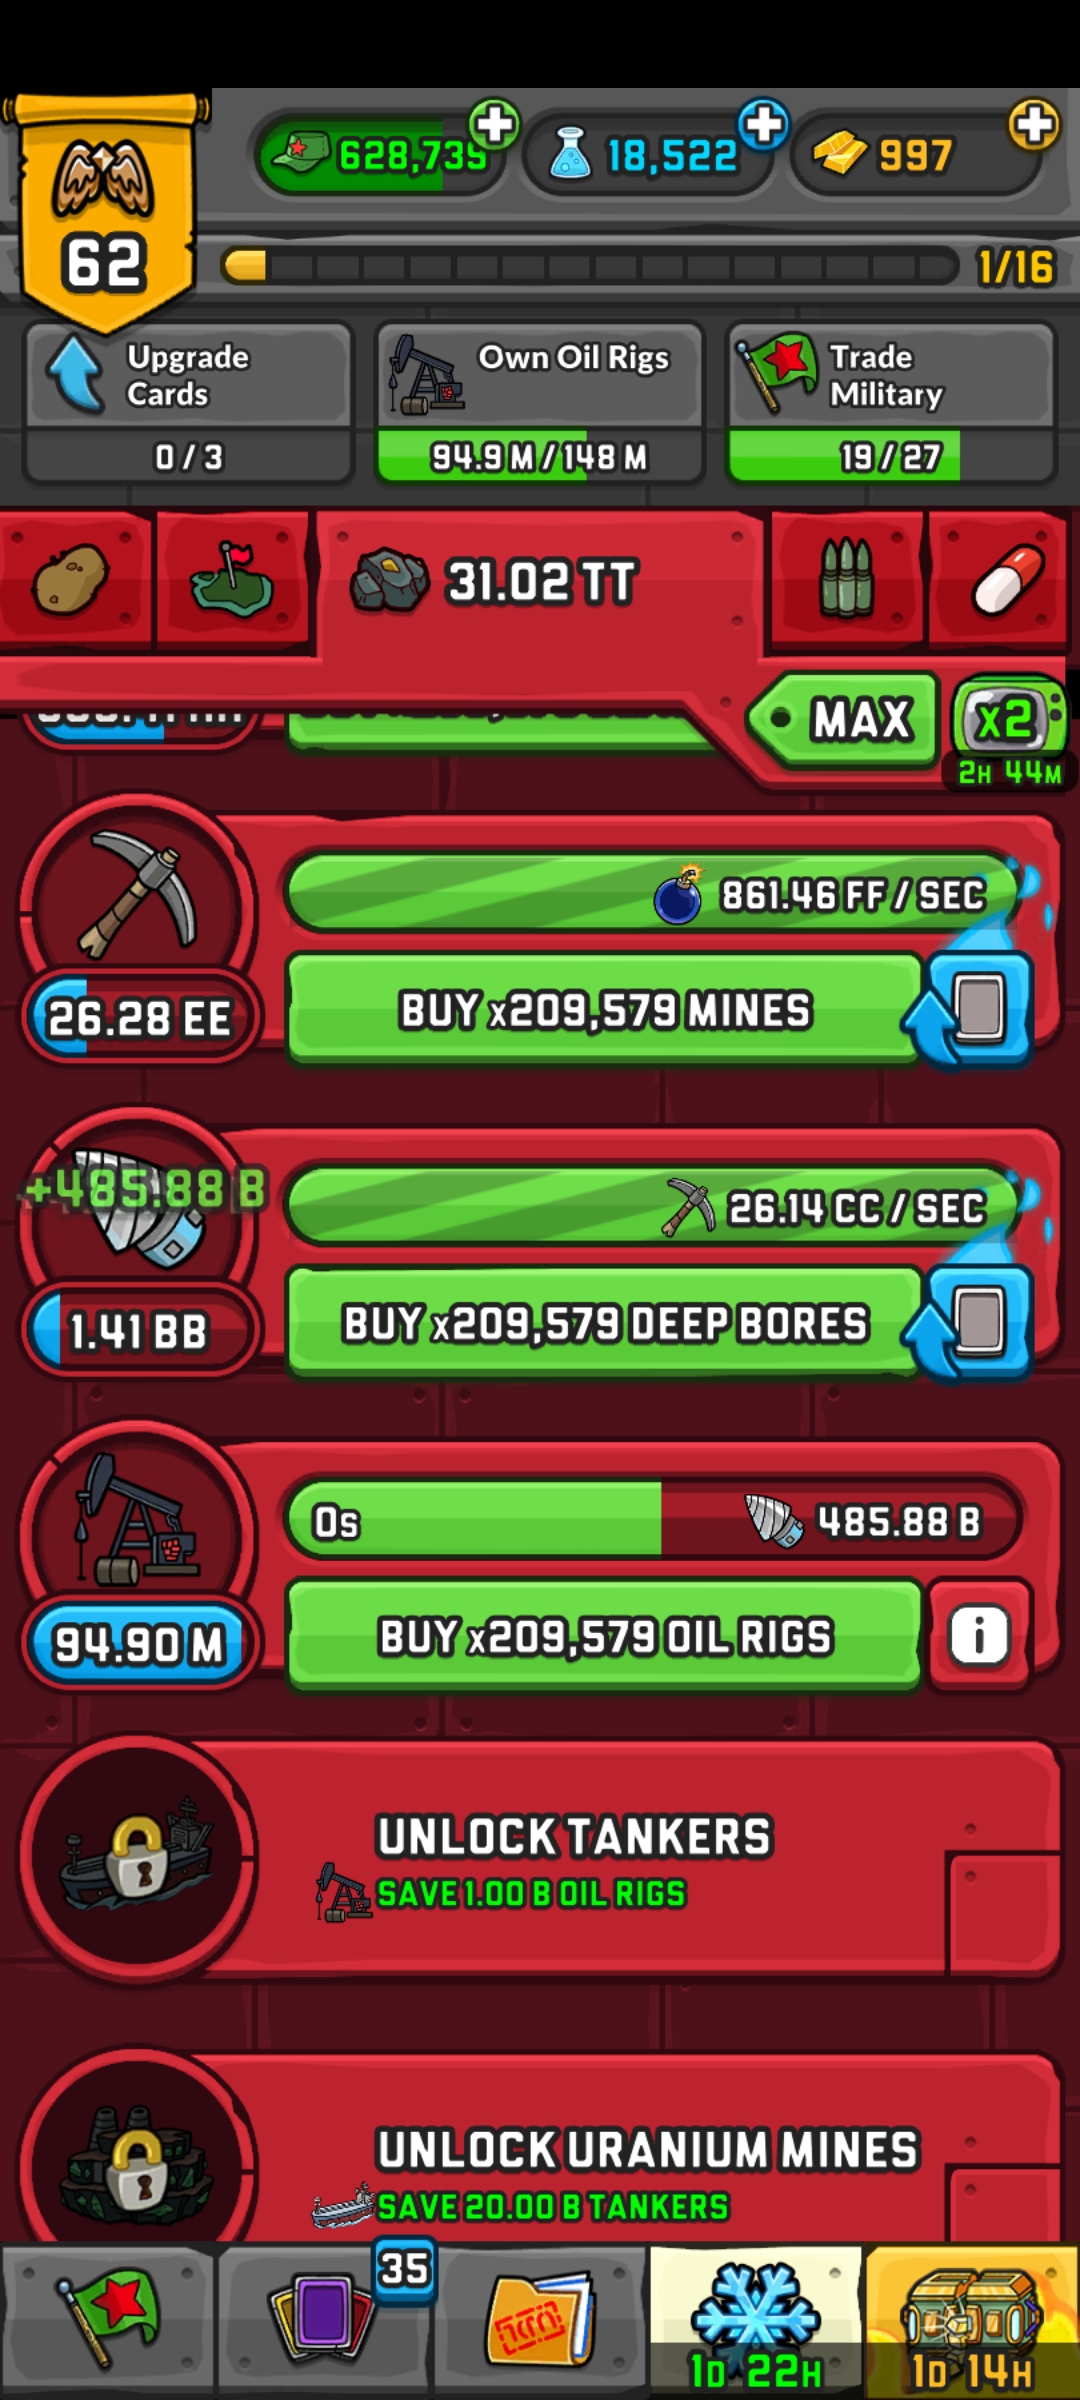 628,739
18,522
997
62
1/16
Upgrade
Cards
0 / 3
Own Oil Rigs
94.9 M / 148 M
Trade
Military
19 / 27
31.02 TT
MAX
x2
2H 44M
861.46 FF / SEC
26.28 EE
BUY x209,579 MINES
+485.88 B
26.14 CC / SEC
1.41 BB
BUY x209,579 DEEP BORES
0s
485.88 B
94.90 M
BUY x209,579 OIL RIGS
i
UNLOCK TANKERS
SAVE 1.00 B OIL RIGS
UNLOCK URANIUM MINES
SAVE 20.00 B TANKERS
35
1D 22H
1D 14H